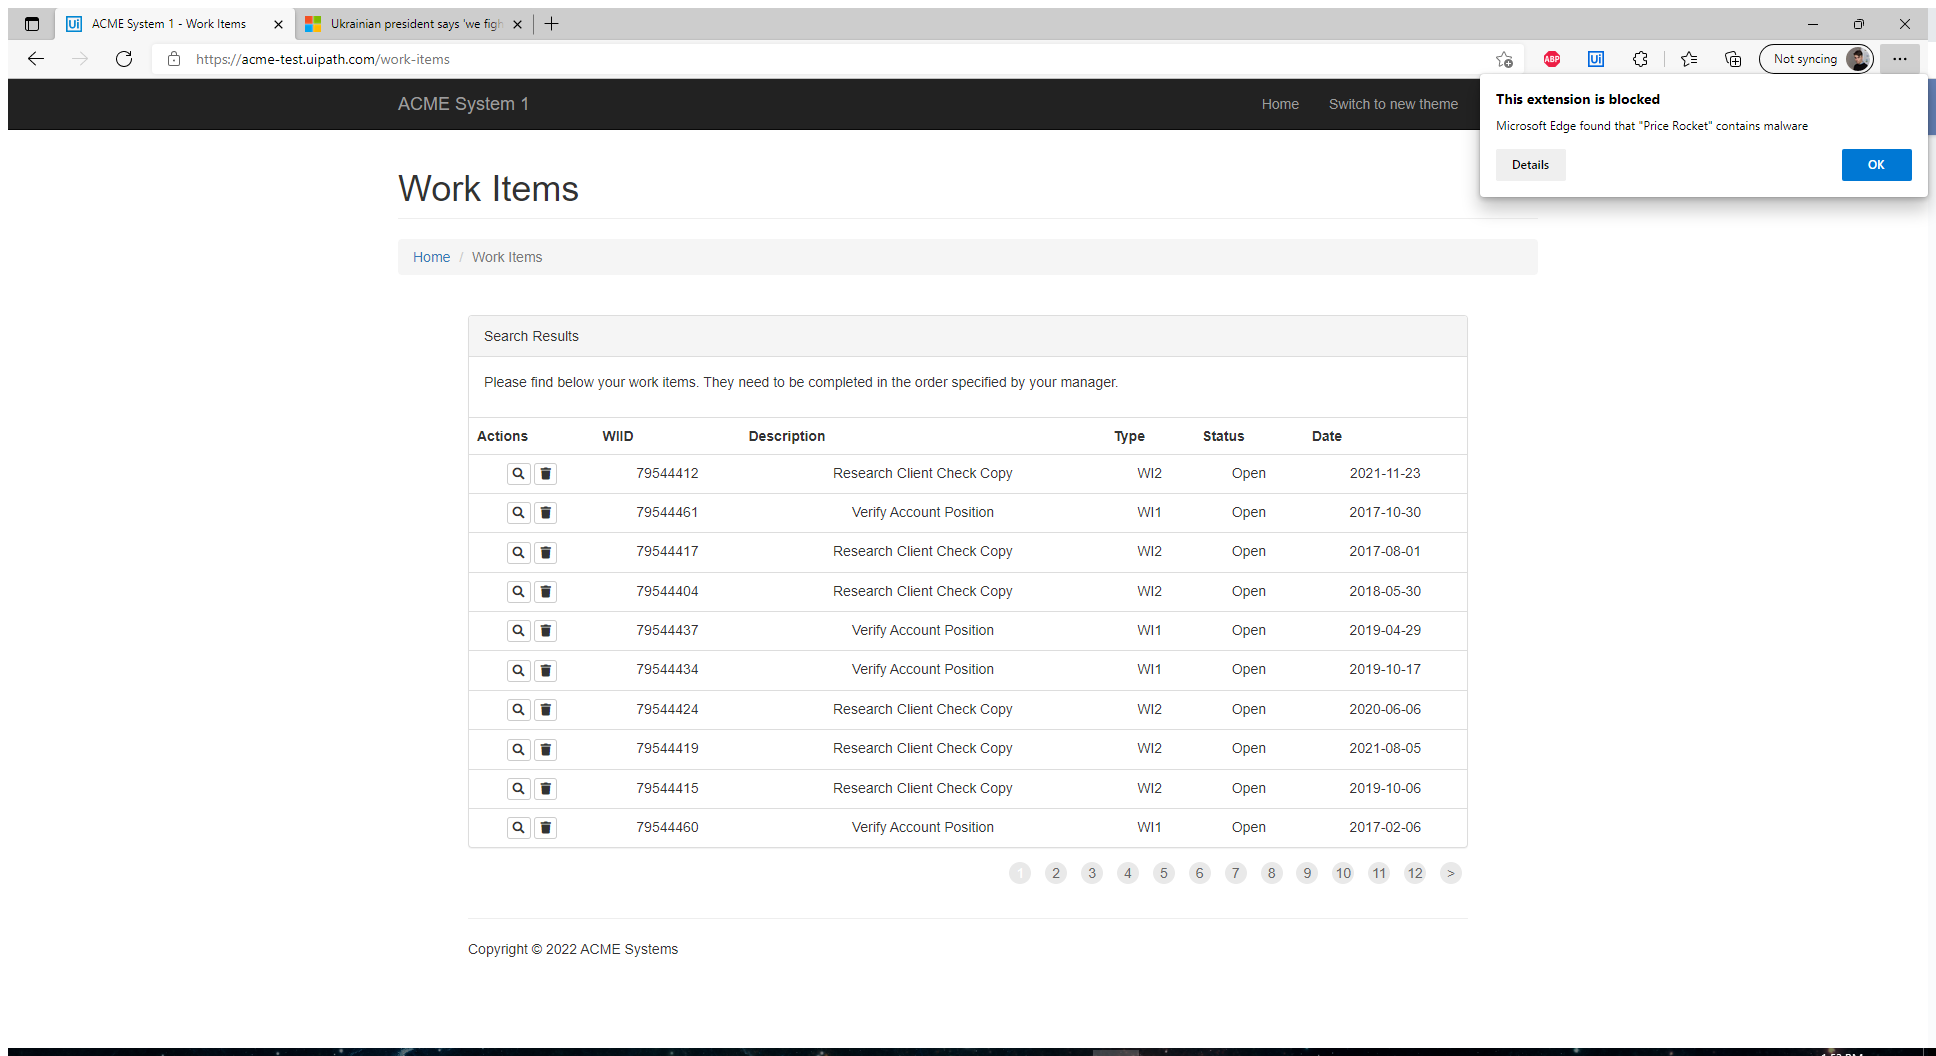 ACME System 1 - Work Items
Ukrainian president says 'we figh
https://acme-test.uipath.com/work-items
ABP
Ui
Not syncing
ACME System 1
Home
Switch to new theme
This extension is blocked
Microsoft Edge found that "Price Rocket" contains malware
Details
OK
Work Items
Home / Work Items
Search Results
Please find below your work items. They need to be completed in the order specified by your manager.
Actions WIID Description Type Status Date
79544412 Research Client Check Copy WI2 Open 2021-11-23
79544461 Verify Account Position WI1 Open 2017-10-30
79544417 Research Client Check Copy WI2 Open 2017-08-01
79544404 Research Client Check Copy WI2 Open 2018-05-30
79544437 Verify Account Position WI1 Open 2019-04-29
79544434 Verify Account Position WI1 Open 2019-10-17
79544424 Research Client Check Copy WI2 Open 2020-06-06
79544419 Research Client Check Copy WI2 Open 2021-08-05
79544415 Research Client Check Copy WI2 Open 2019-10-06
79544460 Verify Account Position WI1 Open 2017-02-06
1 2 3 4 5 6 7 8 9 10 11 12 >
Copyright © 2022 ACME Systems